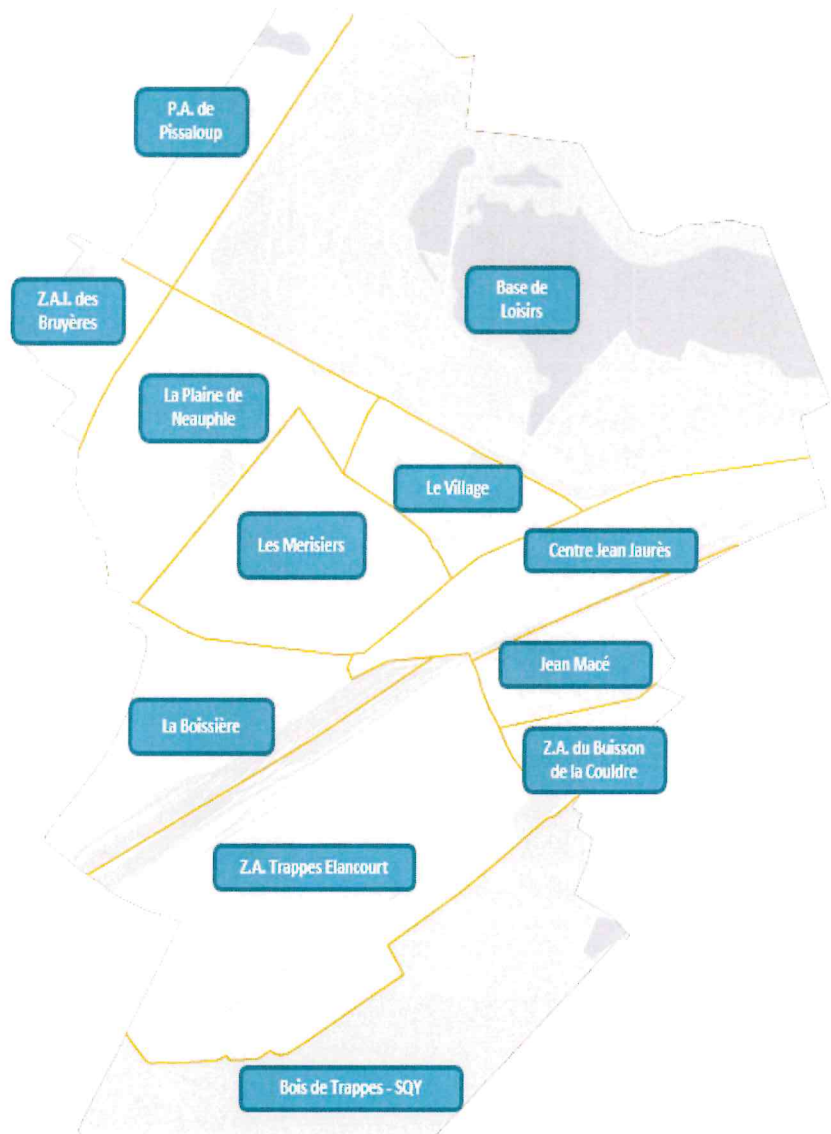 P.A. de
Pissaloup
Z.A.I. des
Bruyères
Base de
Loisirs
La Plaine de
Neauphle
Le Village
Les Merisiers
Centre Jean Jaurès
Jean Macé
La Boissière
Z.A. du Buisson
de la Couldre
Z.A. Trappes Elancourt
Bois de Trappes - SQY